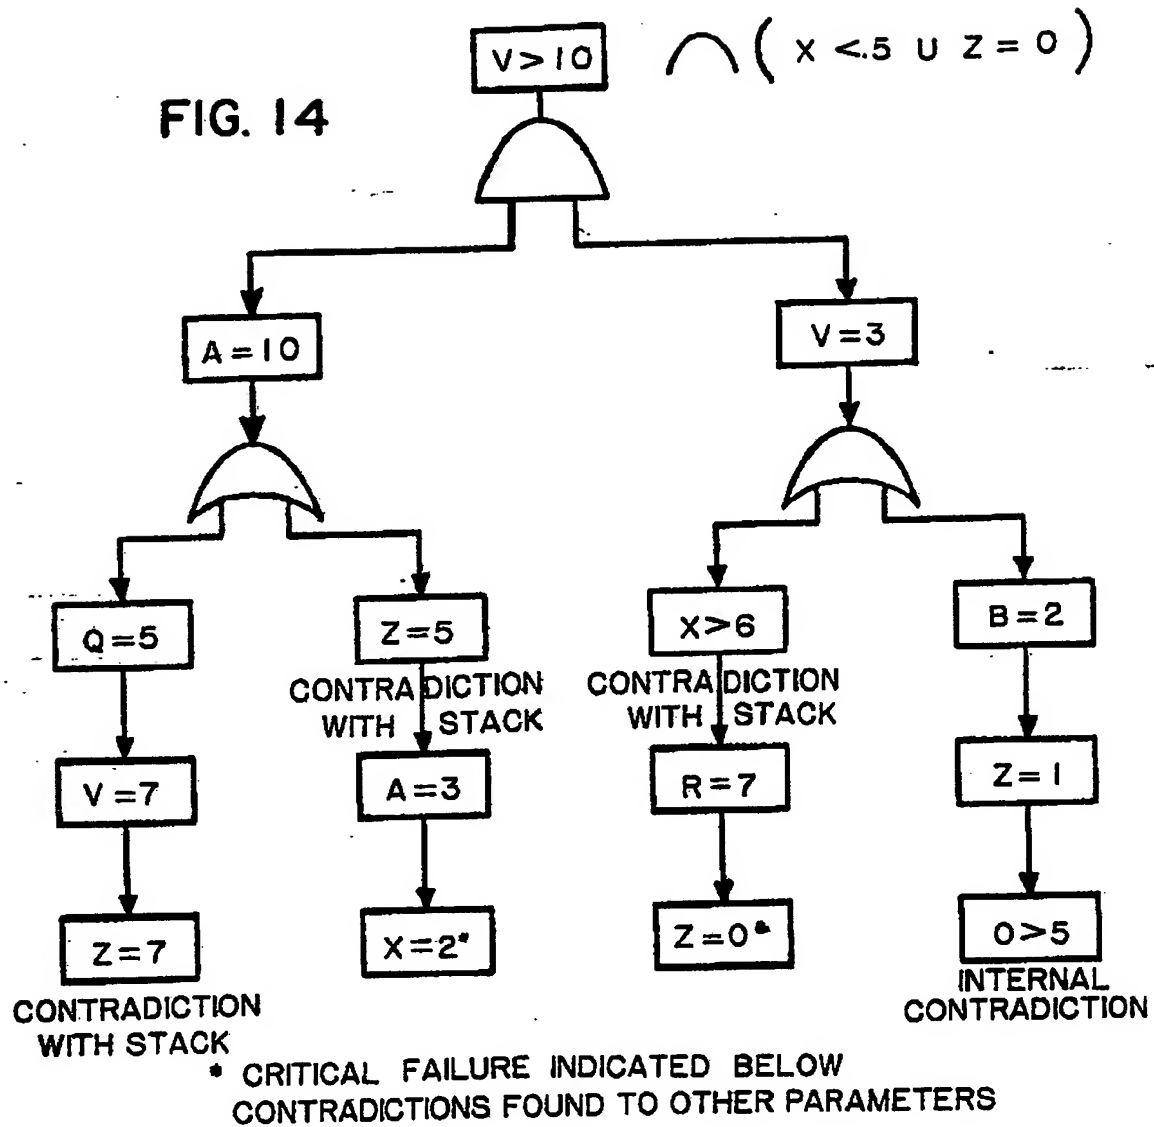 V>10 ∩ ( X <.5 U Z = 0 )
FIG. 14
A=10
V=3
Q=5
Z=5
X>6
B=2
CONTRADICTION
WITH STACK
CONTRADICTION
WITH STACK
V=7
A=3
R=7
Z=1
Z=7
X=2*
Z=0*
0>5
CONTRADICTION
WITH STACK
INTERNAL
CONTRADICTION
* CRITICAL FAILURE INDICATED BELOW
CONTRADICTIONS FOUND TO OTHER PARAMETERS